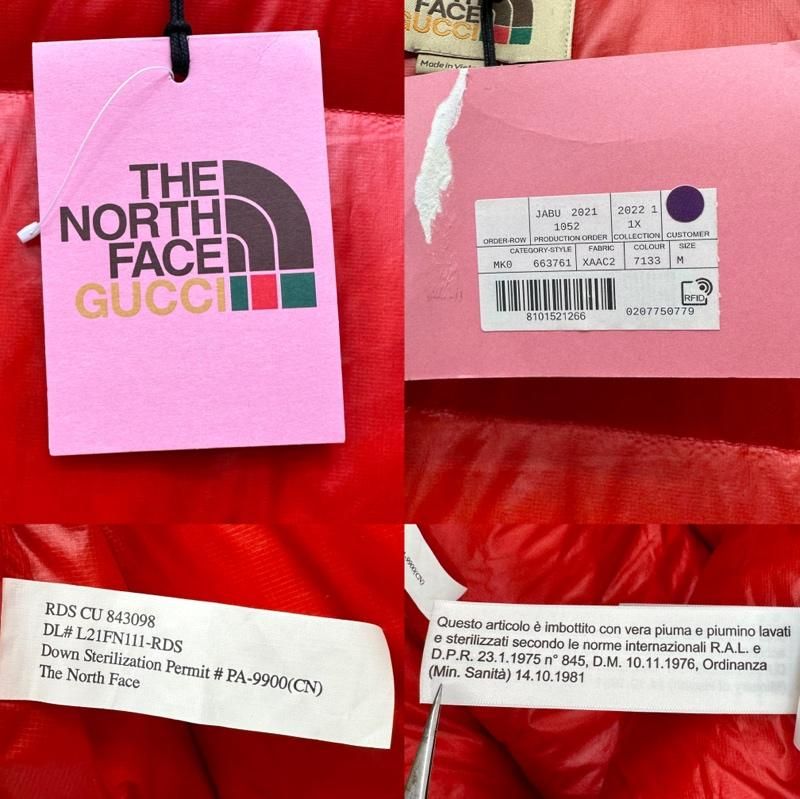 THE
NORTH
FACE
GUCCI
FACE
GUCCI
Made in
JABU 2021
1052
2022 1
1X
ORDER-ROW
PRODUCTION ORDER
COLLECTION
CUSTOMER
CATEGORY-STYLE
FABRIC
COLOUR
SIZE
MK0 663761
XAAC2
7133
M
8101521266
RFID
0207750779
RDS CU 843098
DL# L21FN111-RDS
Down Sterilization Permit # PA-9900(CN)
The North Face
-9900(CN)
Questo articolo è imbottito con vera piuma e piumino lavati
e sterilizzati secondo le norme internazionali R.A.L. e
D.P.R. 23.1.1975 n° 845, D.M. 10.11.1976, Ordinanza
(Min. Sanità) 14.10.1981